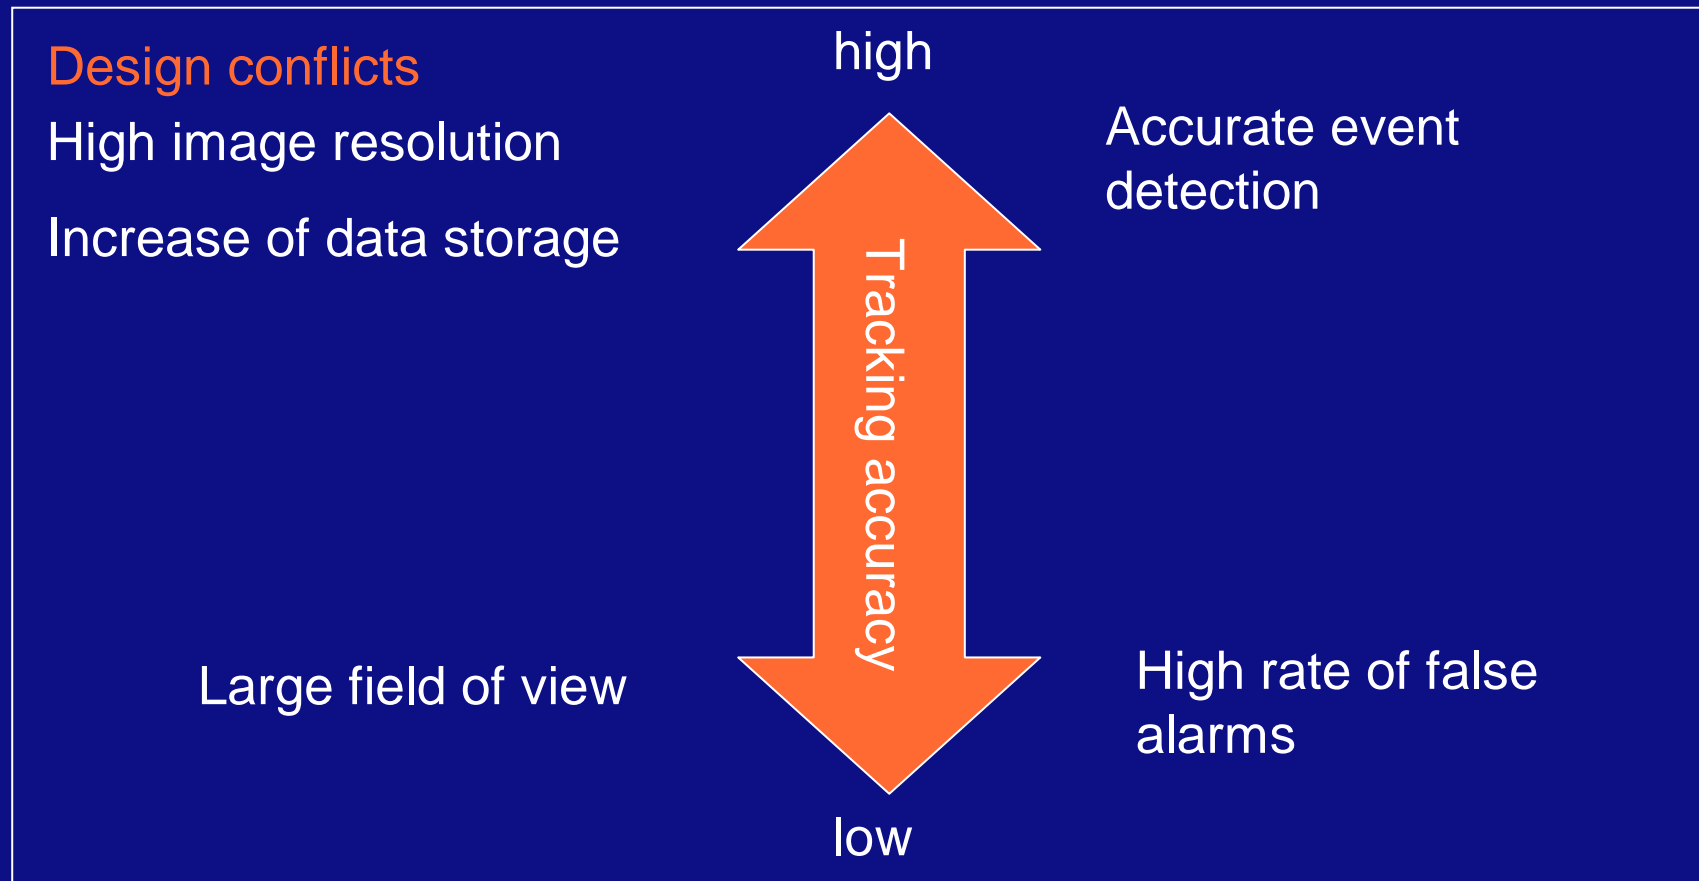 Design conflicts
High image resolution
Increase of data storage
high
Accurate event
detection
Tracking accuracy
Large field of view
High rate of false
alarms
low